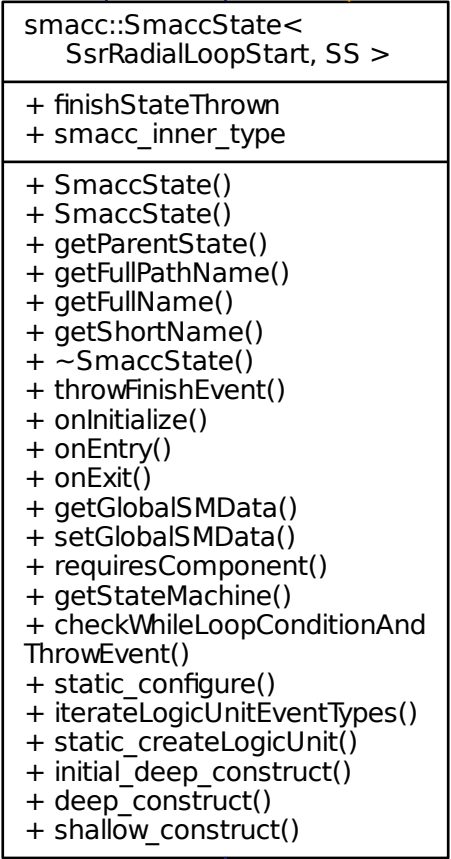 smacc::SmaccState<
SsrRadialLoopStart, SS >
+ finishStateThrown
+ smacc_inner_type
+ SmaccState()
+ SmaccState()
+ getParentState()
+ getFullPathName()
+ getFullName()
+ getShortName()
+ ~SmaccState()
+ throwFinishEvent()
+ onInitialize()
+ onEntry()
+ onExit()
+ getGlobalSMData()
+ setGlobalSMData()
+ requiresComponent()
+ getStateMachine()
+ checkWhileLoopConditionAnd
ThrowEvent()
+ static_configure()
+ iterateLogicUnitEventTypes()
+ static_createLogicUnit()
+ initial_deep_construct()
+ deep_construct()
+ shallow_construct()